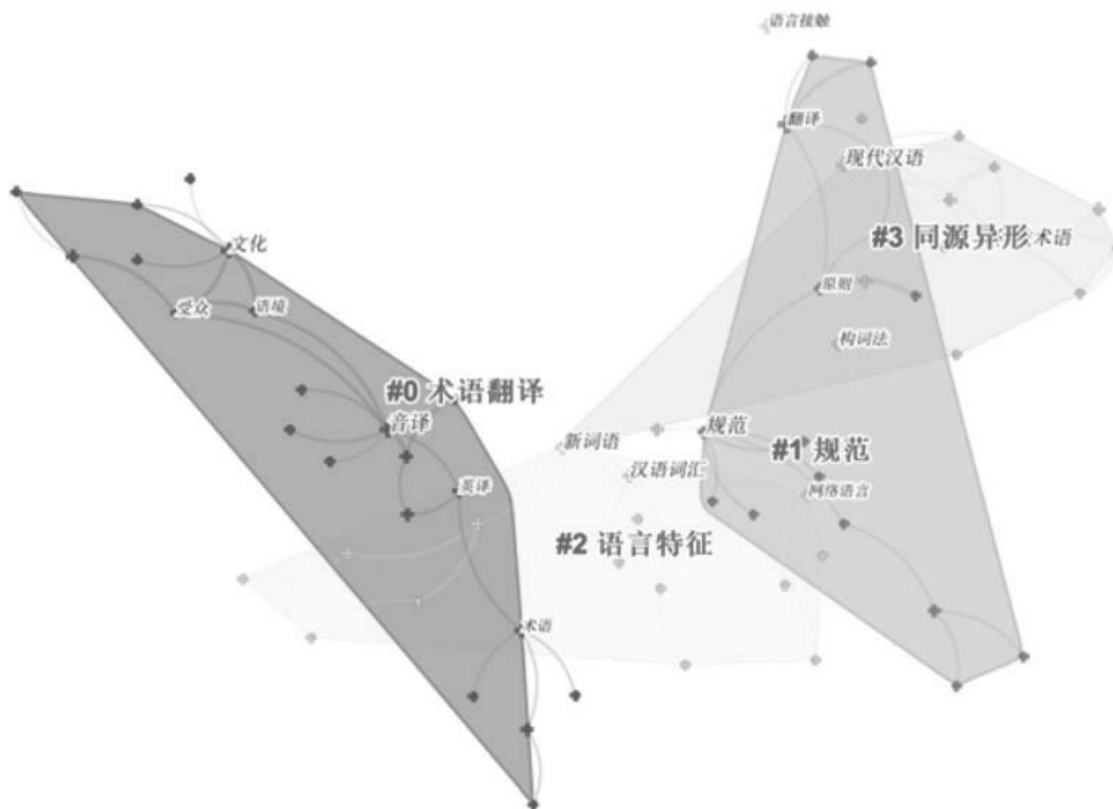 语言接触
翻译
现代汉语
#3 同源异形
术语
文化
受众
语境
原则
构词法
#0 术语翻译
音译
新词语
规范
#1 规范
汉语词汇
英译
网络语言
#2 语言特征
术语